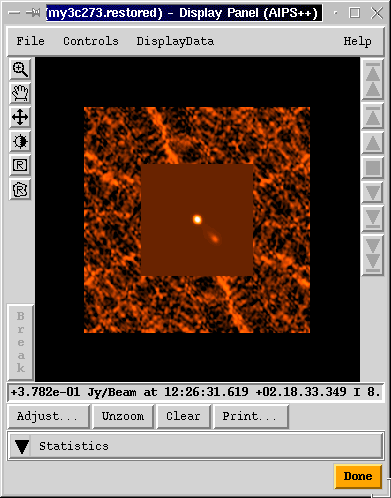 /my3c273.restored) - Display Panel (AIPS++)
File Controls DisplayData Help
R
R
Break
+3.782e-01 Jy/Beam at 12:26:31.619 +02.18.33.349 I 8.
Adjust... Unzoom Clear Print...
Statistics
Done